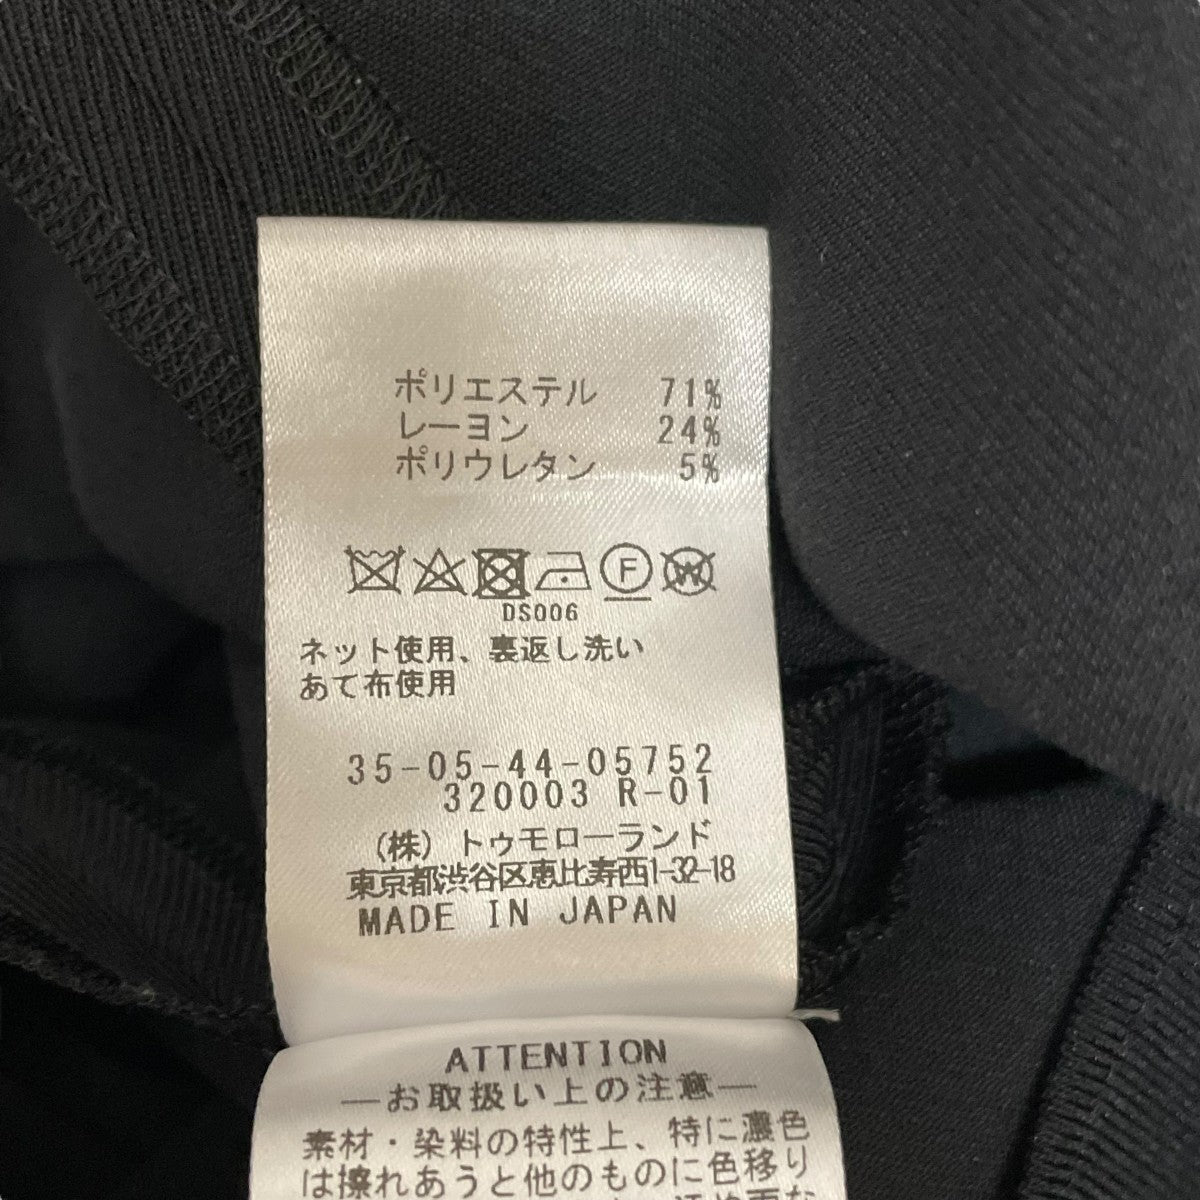 ポリエステル 71%
レーヨン 24%
ポリウレタン 5%
F W
DS006
ネット使用、裏返し洗い
あて布使用
35-05-44-05752
320003 R-01
(株)トゥモローランド
東京都渋谷区恵比寿西1-32-18
MADE IN JAPAN
ATTENTION
―お取扱い上の注意―
素材・染料の特性上、特に濃色
は擦れあうと他のものに色移り